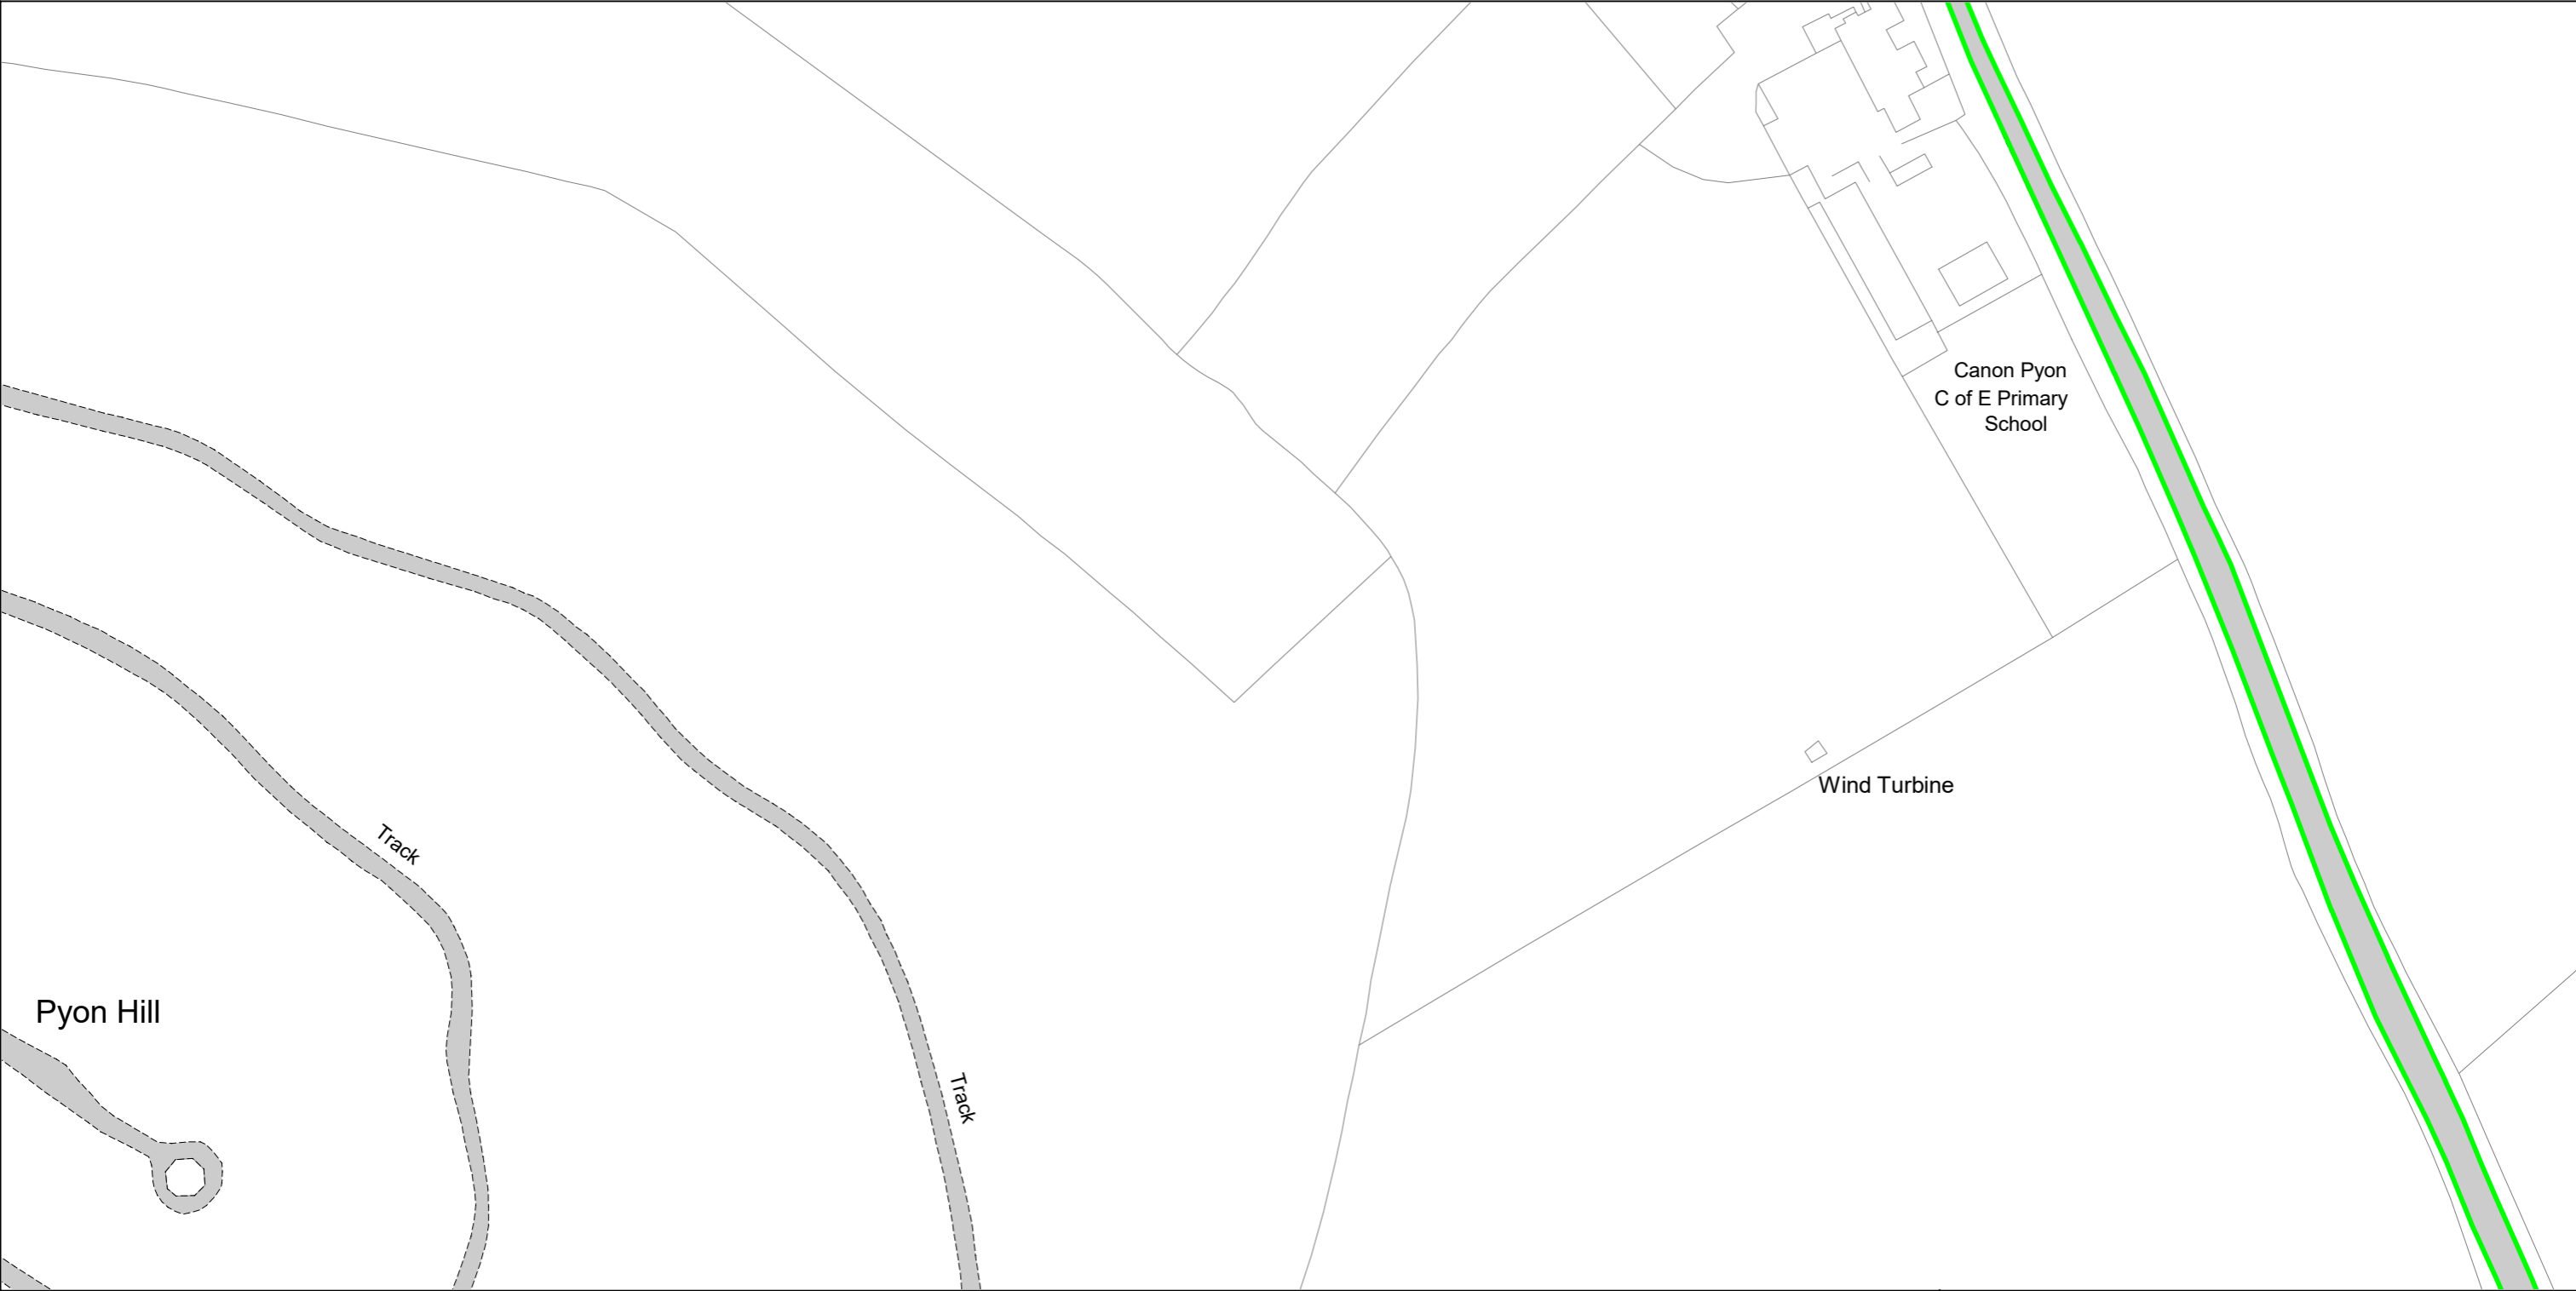 Canon Pyon
C of E Primary
School
Wind Turbine
Track
Pyon Hill
Track